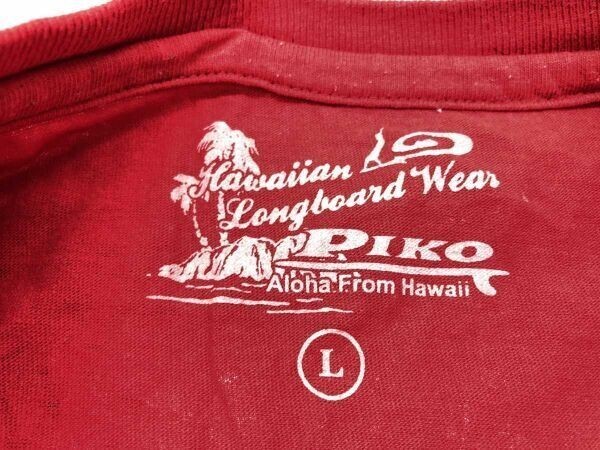 Hawaiian
Longboard Wear
PIKO
Aloha From Hawaii
L